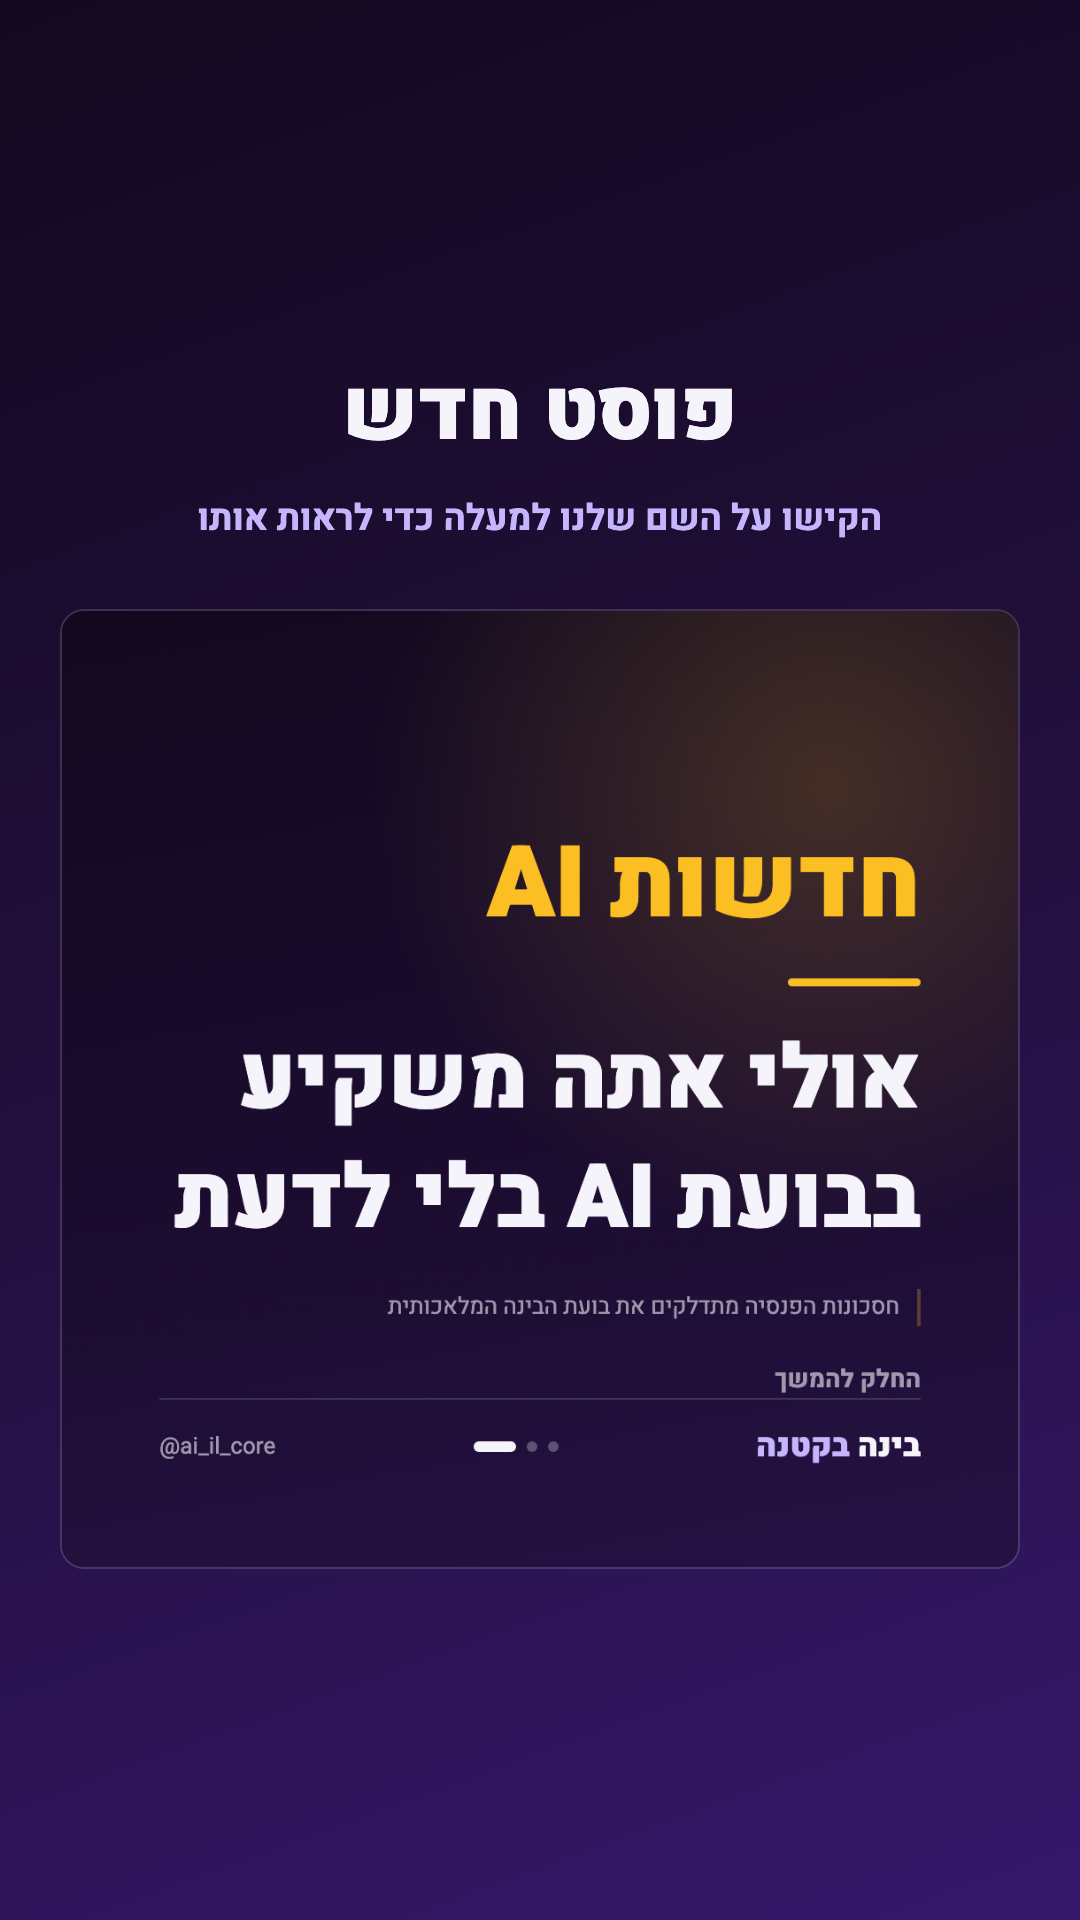 פוסט חדש
הקישו על השם שלנו למעלה כדי לראות אותו
חדשות AI
אולי אתה משקיע
בבועת AI בלי לדעת
חסכונות הפנסיה מתדלקים את בועת הבינה המלאכותית
החלק להמשך
בינה בקטנה
@ai_il_core